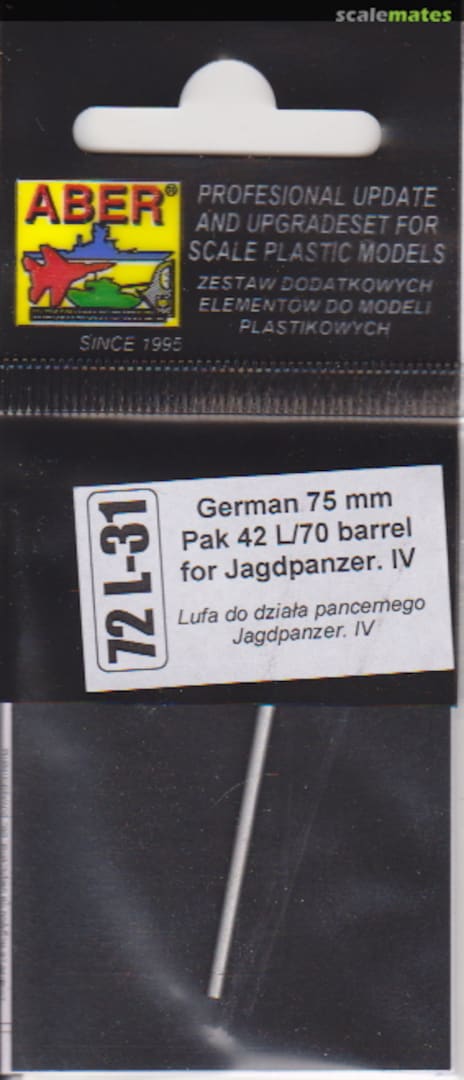 scalemates
ABER®
PROFESIONAL UPDATE
AND UPGRADESET FOR
SCALE PLASTIC MODELS
ZESTAW DODATKOWYCH
ELEMENTÓW DO MODELI
PLASTIKOWYCH
SINCE 1995
72 L-31
German 75 mm
Pak 42 L/70 barrel
for Jagdpanzer. IV
Lufa do działa pancernego
Jagdpanzer. IV